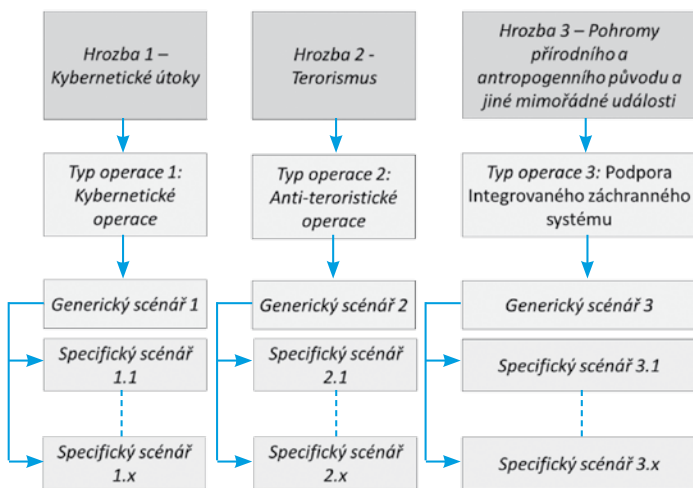 Hrozba 1 –
Kybernetické útoky
Hrozba 2 -
Terorismus
Hrozba 3 – Pohromy
přírodního a
antropogenního původu a
jiné mimořádné události
Typ operace 1:
Kybernetické
operace
Typ operace 2:
Anti-teroristické
operace
Typ operace 3: Podpora
Integrovaného záchranného
systému
Generický scénář 1
Generický scénář 2
Generický scénář 3
Specifický scénář
1.1
Specifický scénář
2.1
Specifický scénář 3.1
Specifický scénář
1.x
Specifický scénář
2.x
Specifický scénář 3.x